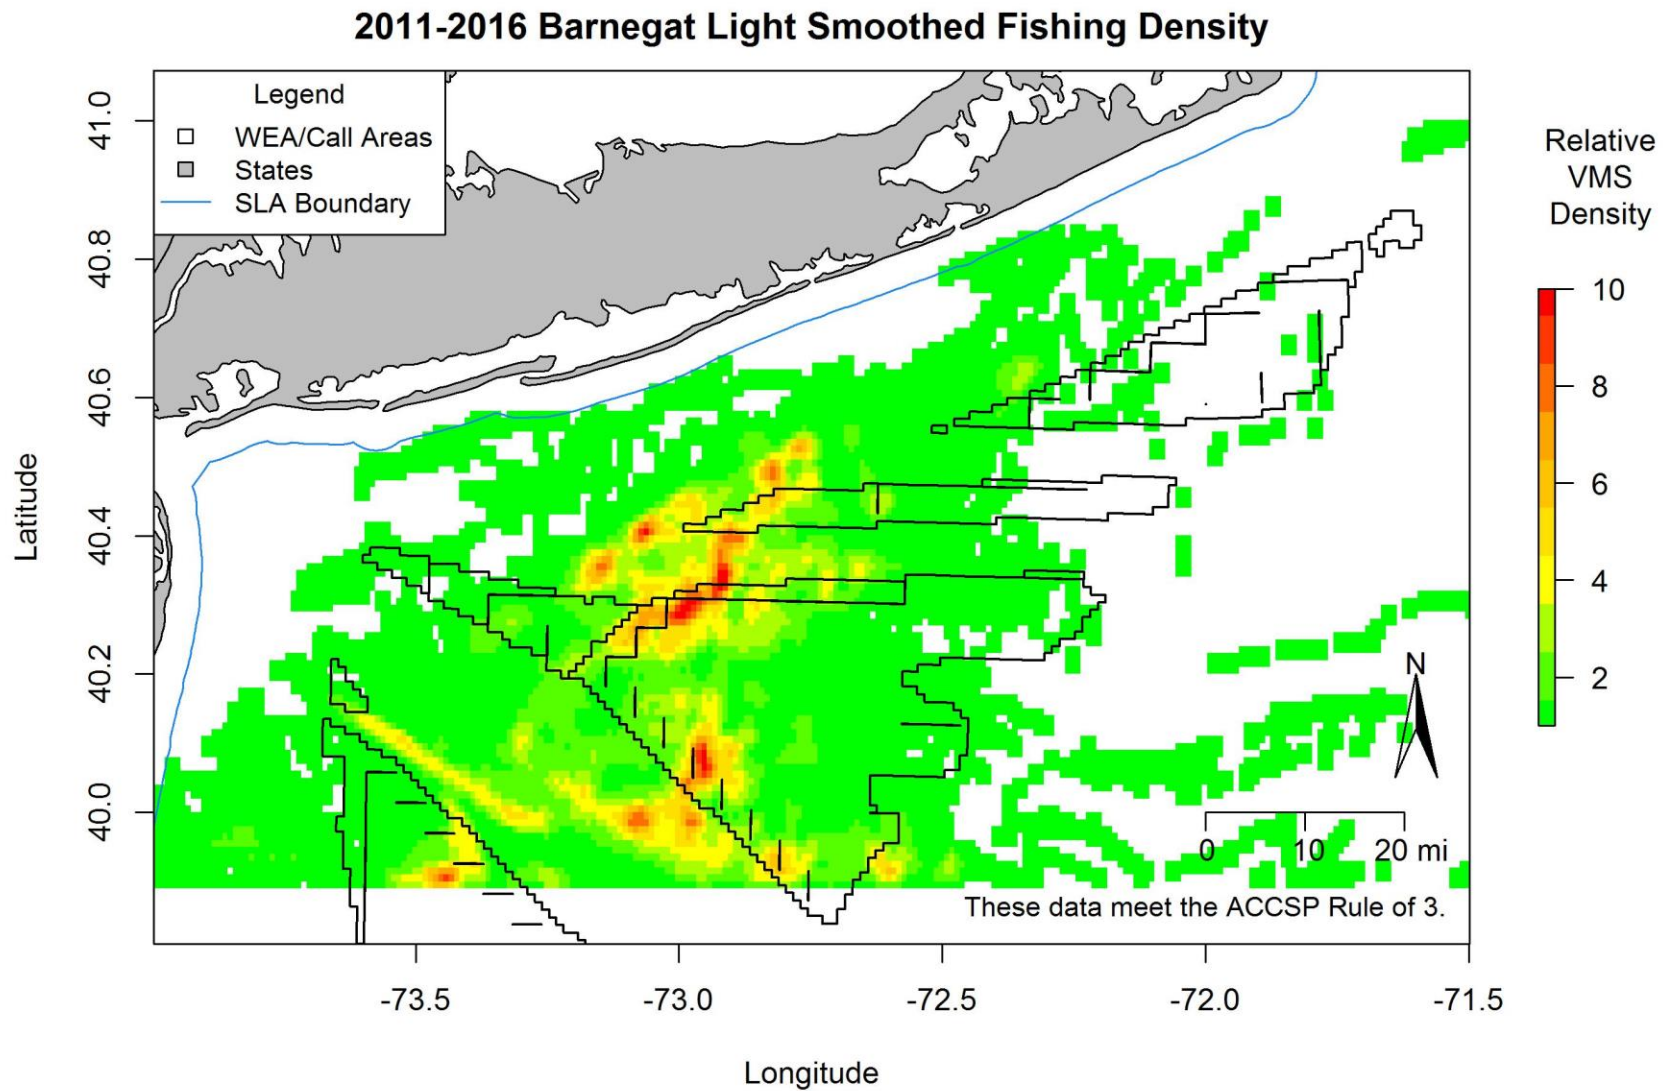 2011-2016 Barnegat Light Smoothed Fishing Density
Legend
WEA/Call Areas
States
SLA Boundary
Latitude
41.0
40.8
40.6
40.4
40.2
40.0
Relative
VMS
Density
10
8
6
4
2
N
0 10 20 mi
These data meet the ACCSP Rule of 3.
-73.5 -73.0 -72.5 -72.0 -71.5
Longitude